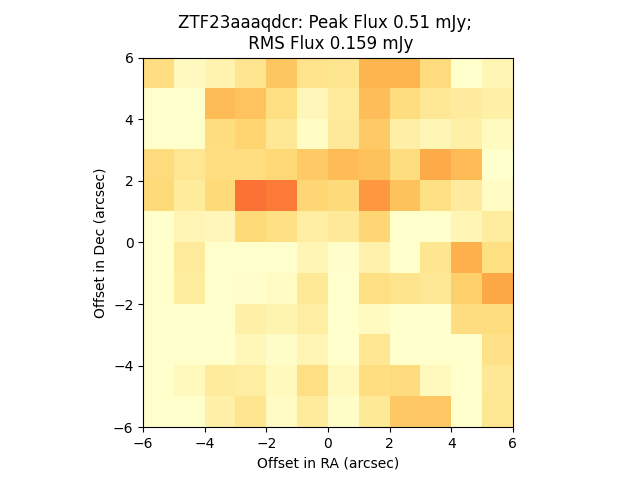 ZTF23aaaqdcr: Peak Flux 0.51 mJy;
RMS Flux 0.159 mJy
6
4
2
0
−2
−4
−6
Offset in Dec (arcsec)
−6 −4 −2 0 2 4 6
Offset in RA (arcsec)